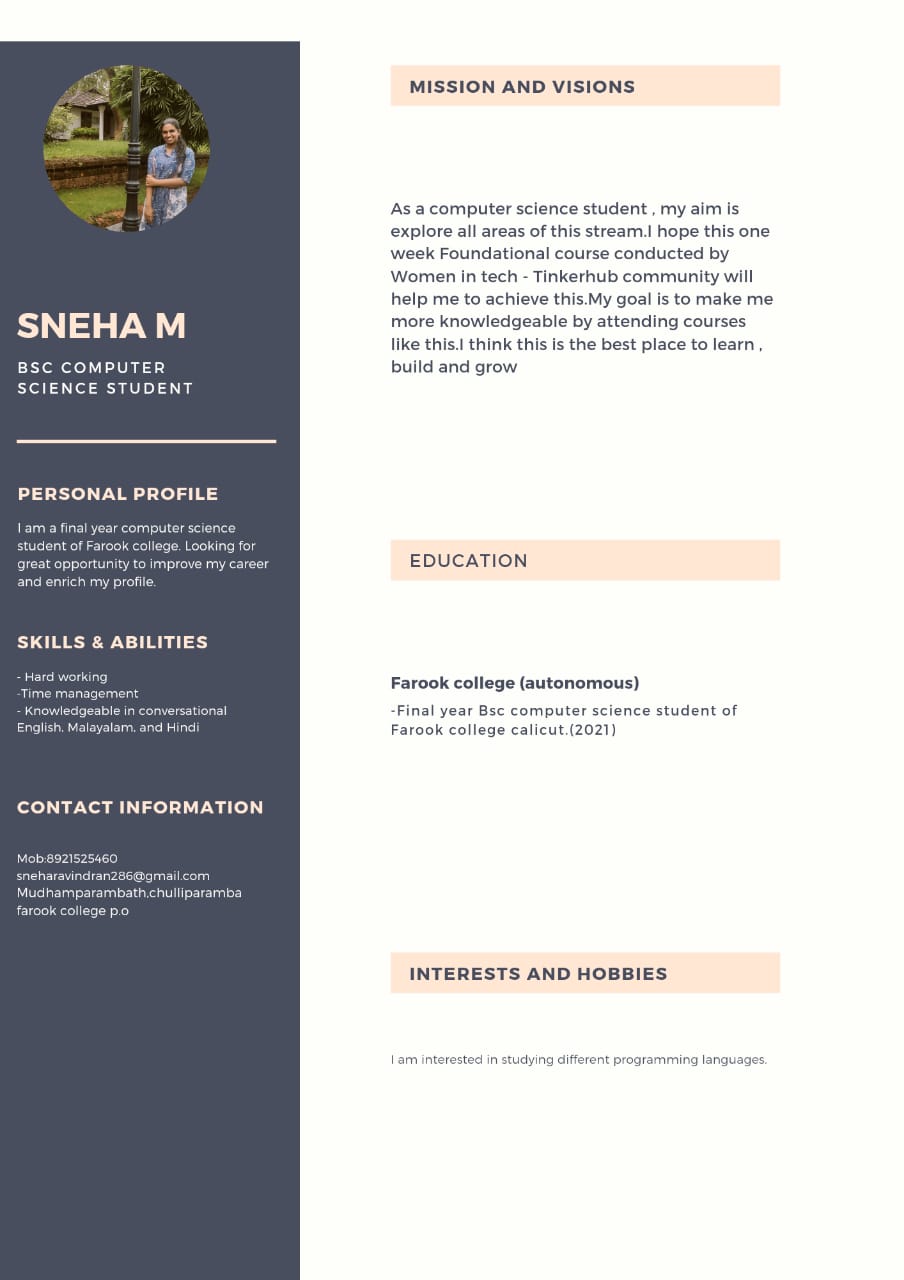 SNEHA M
BSC COMPUTER
SCIENCE STUDENT
PERSONAL PROFILE
I am a final year computer science
student of Farook college. Looking for
great opportunity to improve my career
and enrich my profile.
SKILLS & ABILITIES
- Hard working
-Time management
- Knowledgeable in conversational
English, Malayalam, and Hindi
CONTACT INFORMATION
Mob:8921525460
sneharavindran286@gmail.com
Mudhamparambath,chulliparamba
farook college p.o
MISSION AND VISIONS
As a computer science student , my aim is
explore all areas of this stream.I hope this one
week Foundational course conducted by
Women in tech - Tinkerhub community will
help me to achieve this.My goal is to make me
more knowledgeable by attending courses
like this.I think this is the best place to learn ,
build and grow
EDUCATION
Farook college (autonomous)
-Final year Bsc computer science student of
Farook college calicut.(2021)
INTERESTS AND HOBBIES
I am interested in studying different programming languages.